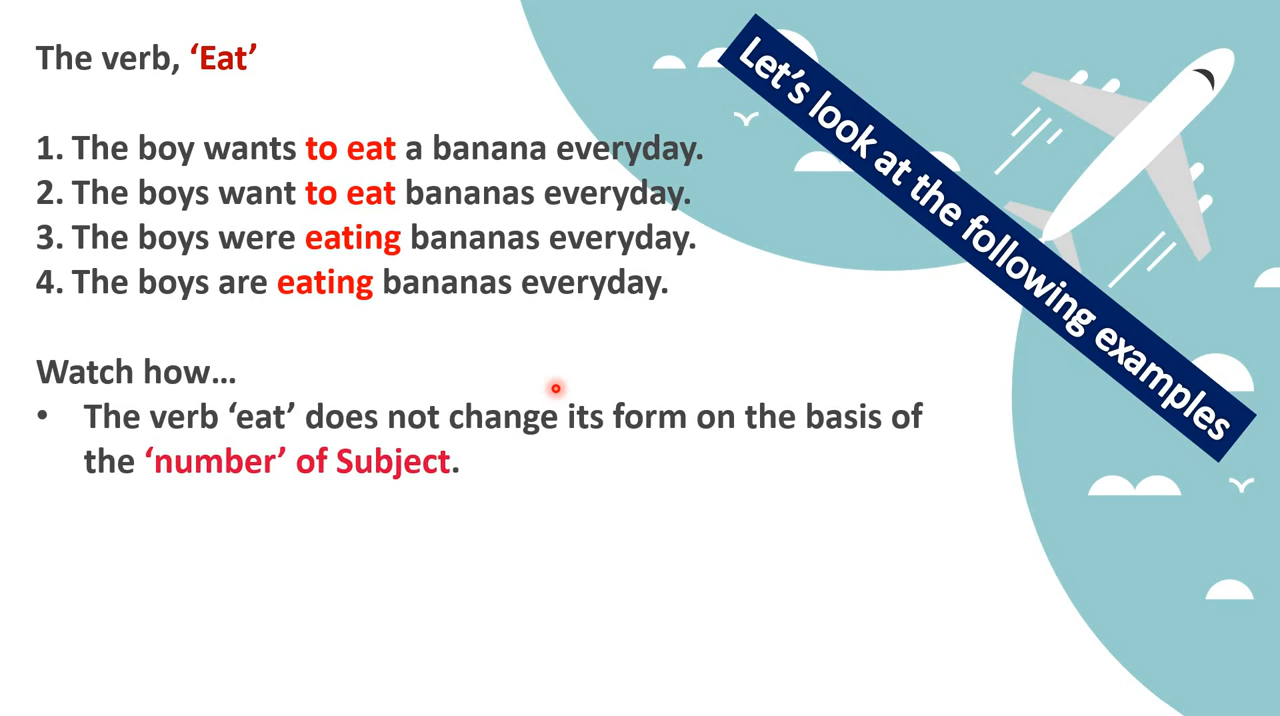 The verb, ‘Eat’
1. The boy wants to eat a banana everyday.
2. The boys want to eat bananas everyday.
3. The boys were eating bananas everyday.
4. The boys are eating bananas everyday.
Watch how...
• The verb ‘eat’ does not change its form on the basis of
the ‘number’ of Subject.
Let’s look at the following examples